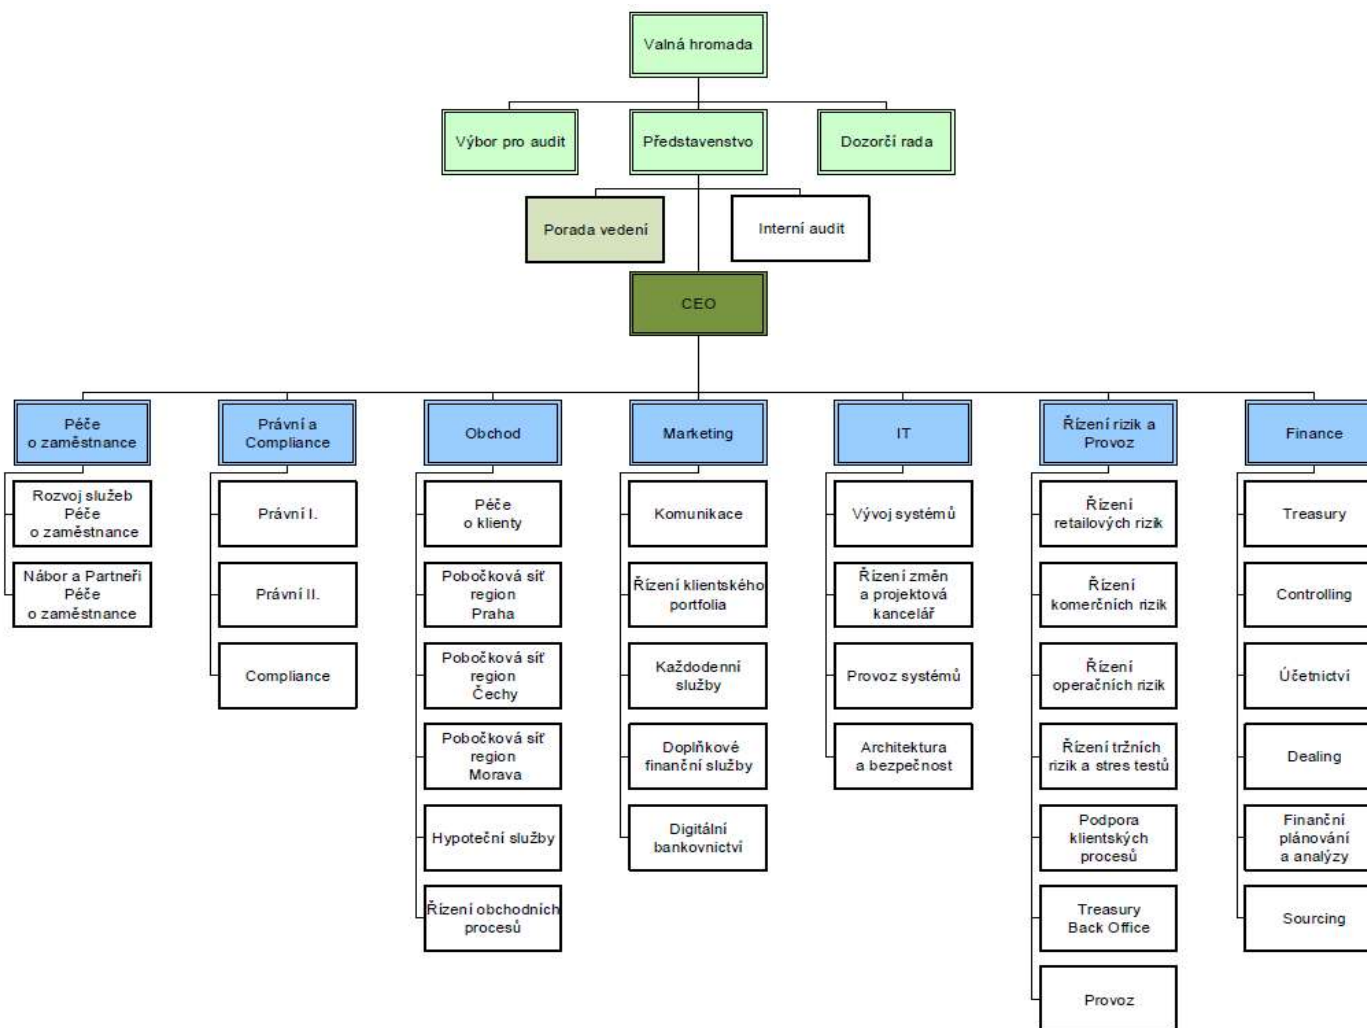 Valná hromada
Výbor pro audit
Představenstvo
Dozorčí rada
Porada vedení
Interní audit
CEO
Péče
o zaměstnance
Právní a
Compliance
Obchod
Marketing
IT
Řízení rizik a
Provoz
Finance
Rozvoj služeb
Péče
o zaměstnance
Nábor a Partneři
Péče
o zaměstnance
Právní I.
Právní II.
Compliance
Péče
o klienty
Pobočková síť
region
Praha
Pobočková síť
region
Čechy
Pobočková síť
region
Morava
Hypoteční služby
Řízení obchodních
procesů
Komunikace
Řízení klientského
portfolia
Každodenní
služby
Doplňkové
finanční služby
Digitální
bankovnictví
Vývoj systémů
Řízení změn
a projektová
kancelář
Provoz systémů
Architektura
a bezpečnost
Řízení
retailových rizik
Řízení
komerčních rizik
Řízení
operačních rizik
Řízení tržních
rizik a stres testů
Podpora
klientských
procesů
Treasury
Back Office
Provoz
Treasury
Controlling
Účetnictví
Dealing
Finanční
plánování
a analýzy
Sourcing